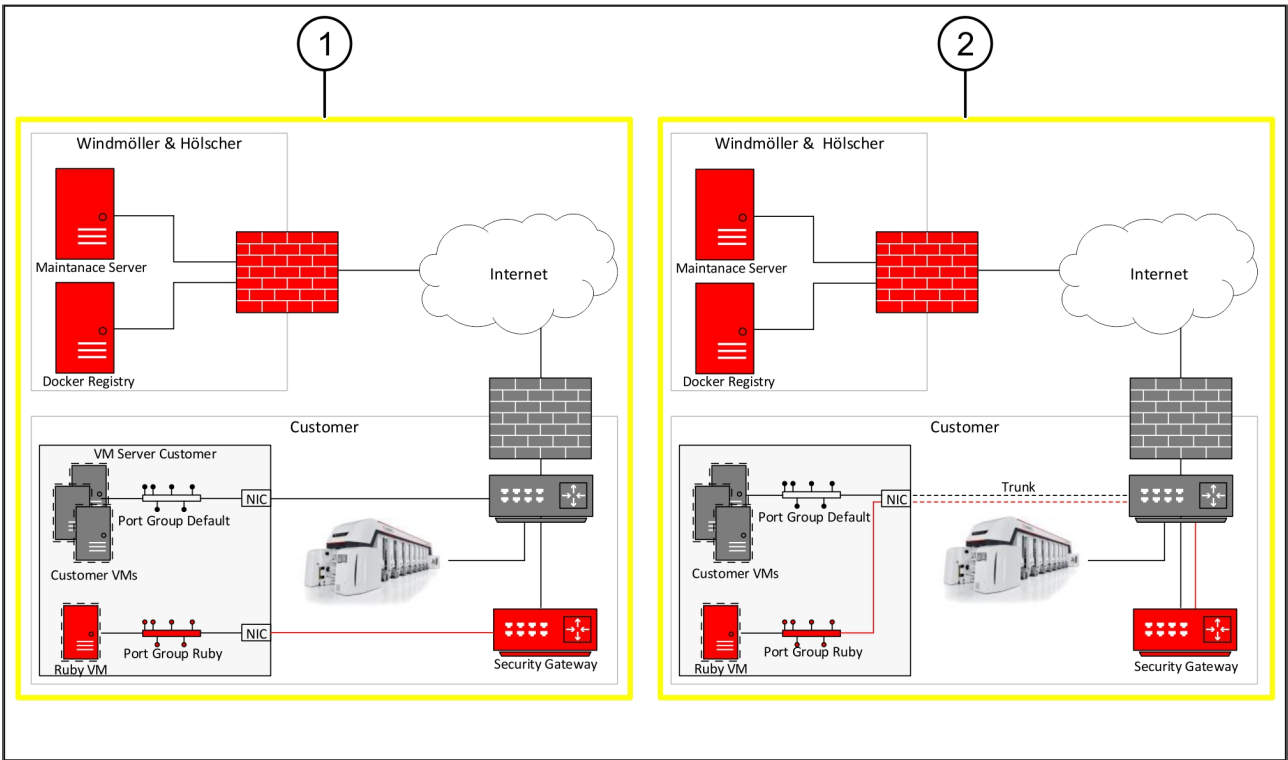 1
Windmöller & Hölscher
Maintanace Server
Internet
Docker Registry
Customer
VM Server Customer
NIC
Port Group Default
Customer VMs
NIC
Port Group Ruby
Ruby VM
Security Gateway
2
Windmöller & Hölscher
Maintanace Server
Internet
Docker Registry
Customer
Trunk
NIC
Port Group Default
Customer VMs
Port Group Ruby
Ruby VM
Security Gateway